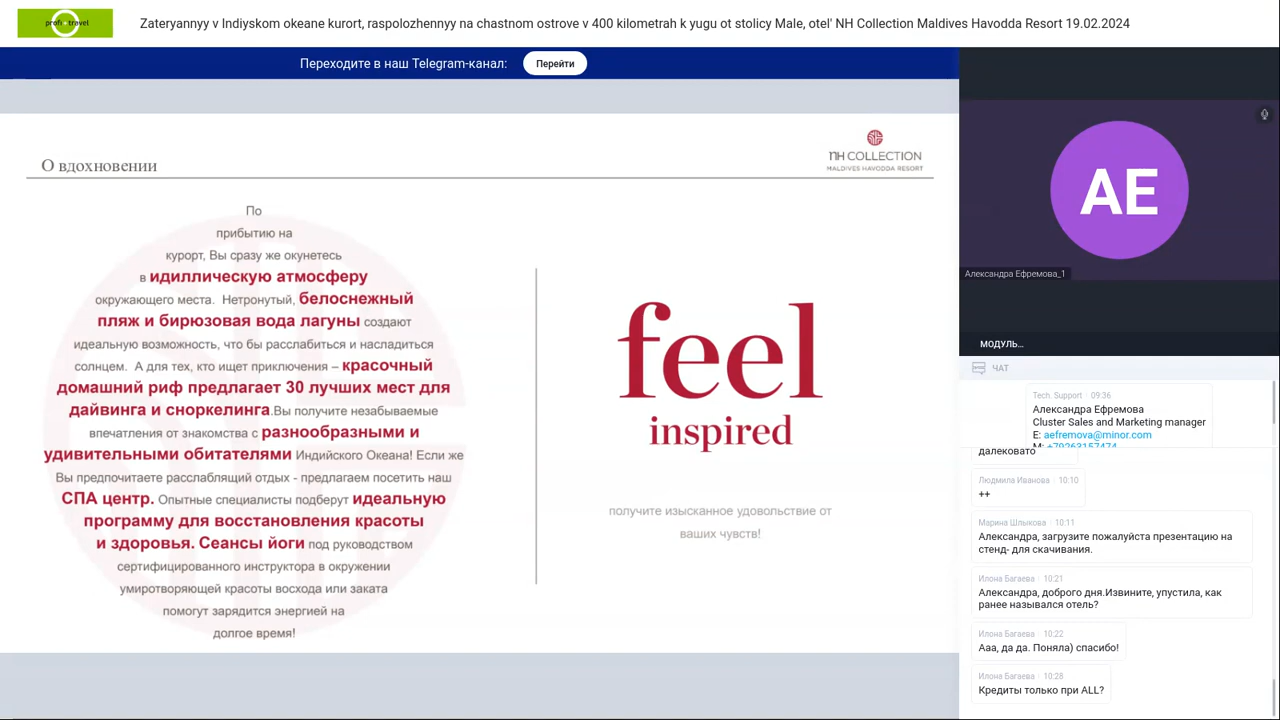 profi travel
Zateryannyy v Indiyskom okeane kurort, raspolozhennyy na otdel'nom ostrove v 400 kilometrah k yugu ot stolicy Male, otel' NH Collection Maldives Havodda Resort 19.02.2024
Переходите в наш Telegram-канал:
Перейти
О вдохновении
NH COLLECTION
MALDIVES HAVODDA RESORT
По
прибытию на
курорт, Вы сразу же окунетесь
в идиллическую атмосферу
окружающего места. Нетронутый, белоснежный
пляж и бирюзовая вода лагуны создают
идеальную возможность, что бы расслабиться и насладиться
солнцем. А для тех, кто ищет приключения – красочный
домашний риф предлагает 30 лучших мест для
дайвинга и сноркелинга.Вы получите незабываемые
впечатления от знакомства с разнообразными и
удивительными обитателями Индийского Океана! Если же
Вы предпочитаете расслабляющий отдых - предлагаем посетить наш
СПА центр. Опытные специалисты подберут идеальную
программу для восстановления красоты
и здоровья. Сеансы йоги под руководством
сертифицированного инструктора в окружении
умиротворяющей красоты восхода или заката
помогут зарядится энергией на
долгое время!
feel
inspired
получите изысканное удовольствие от
ваших чувств!
AE
Александра Ефремова_1
МОДУЛЬ...
ЧАТ
Tech. Support 09:36
Александра Ефремова
Cluster Sales and Marketing manager
E: aefremova@minor.com
M: +79263157474
далековато
Людмила Иванова 10:10
++
Марина Шлыкова 10:11
Александра, загрузите пожалуйста презентацию на
стенд- для скачивания.
Илона Багаева 10:21
Александра, доброго дня.Извините, упустила, как
ранее назывался отель?
Илона Багаева 10:22
Ааа, да да. Поняла) спасибо!
Илона Багаева 10:28
Кредиты только при ALL?